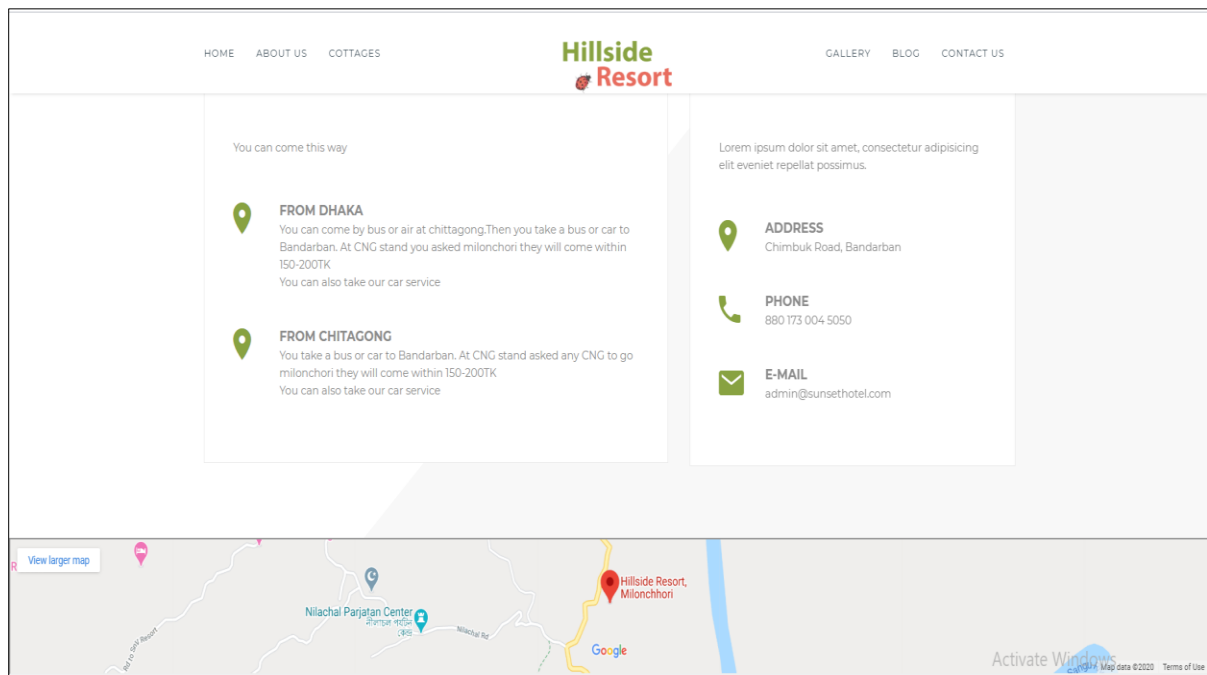 HOME ABOUT US COTTAGES
Hillside
Resort
GALLERY BLOG CONTACT US
You can come this way
FROM DHAKA
You can come by bus or air at chittagong.Then you take a bus or car to
Bandarban. At CNG stand you asked milonchori they will come within
150-200TK
You can also take our car service
FROM CHITAGONG
You take a bus or car to Bandarban. At CNG stand asked any CNG to go
milonchori they will come within 150-200TK
You can also take our car service
Lorem ipsum dolor sit amet, consectetur adipisicing
elit eveniet repellat possimus.
ADDRESS
Chimbuk Road, Bandarban
PHONE
880 173 004 5050
E-MAIL
admin@sunsethotel.com
View larger map
R
Hillside Resort,
Milonchhori
Nilachal Parjatan Center
নীলাচল পর্যটন
কেন্দ্র
Nilachal Rd
Resort
Google
Activate Windows
Map data ©2020 Terms of Use